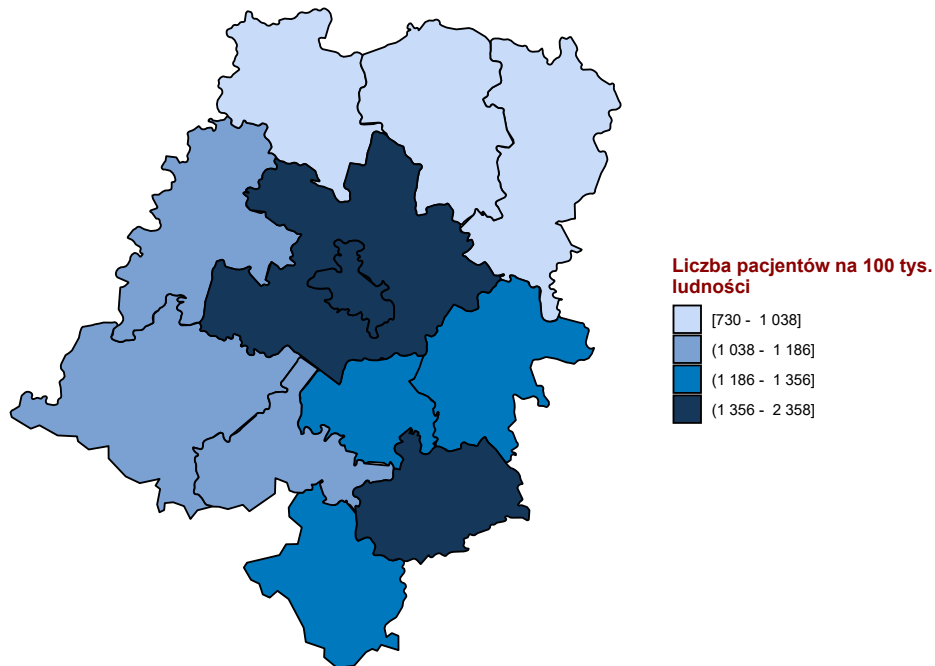 Liczba pacjentów na 100 tys.
ludności
[730 - 1 038]
(1 038 - 1 186]
(1 186 - 1 356]
(1 356 - 2 358]